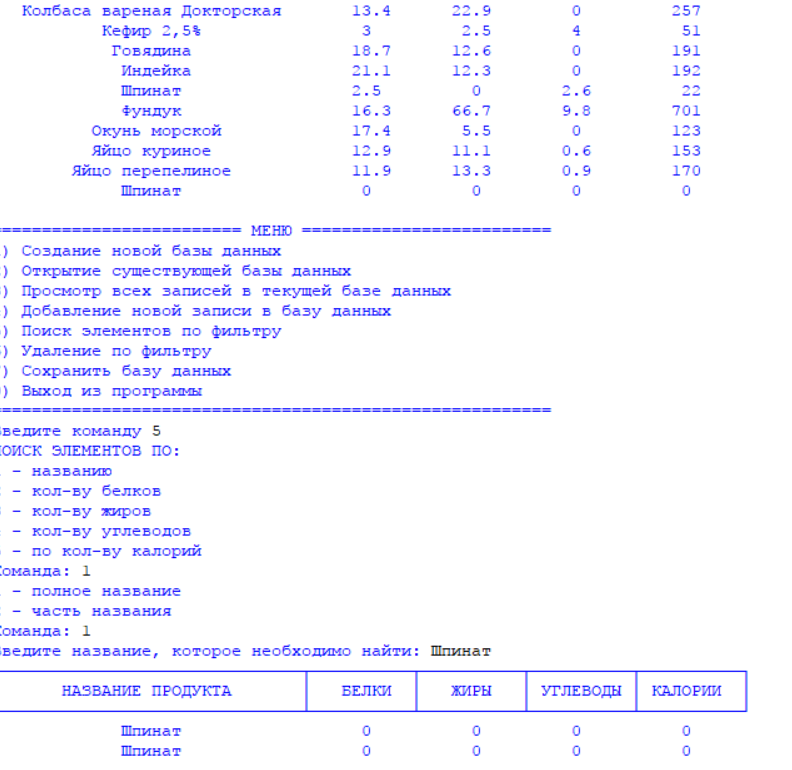 Колбаса вареная Докторская 13.4 22.9 0 257
Кефир 2,5% 3 2.5 4 51
Говядина 18.7 12.6 0 191
Индейка 21.1 12.3 0 192
Шпинат 2.5 0 2.6 22
Фундук 16.3 66.7 9.8 701
Окунь морской 17.4 5.5 0 123
Яйцо куриное 12.9 11.1 0.6 153
Яйцо перепелиное 11.9 13.3 0.9 170
Шпинат 0 0 0 0
========================= МЕНЮ =========================
) Создание новой базы данных
) Открытие существующей базы данных
) Просмотр всех записей в текущей базе данных
) Добавление новой записи в базу данных
) Поиск элементов по фильтру
) Удаление по фильтру
) Сохранить базу данных
) Выход из программы
========================================================
Введите команду 5
ПОИСК ЭЛЕМЕНТОВ ПО:
- названию
- кол-ву белков
- кол-ву жиров
- кол-ву углеводов
- по кол-ву калорий
Команда: 1
- полное название
- часть названия
Команда: 1
Введите название, которое необходимо найти: Шпинат
НАЗВАНИЕ ПРОДУКТА БЕЛКИ ЖИРЫ УГЛЕВОДЫ КАЛОРИИ
Шпинат 0 0 0 0
Шпинат 0 0 0 0